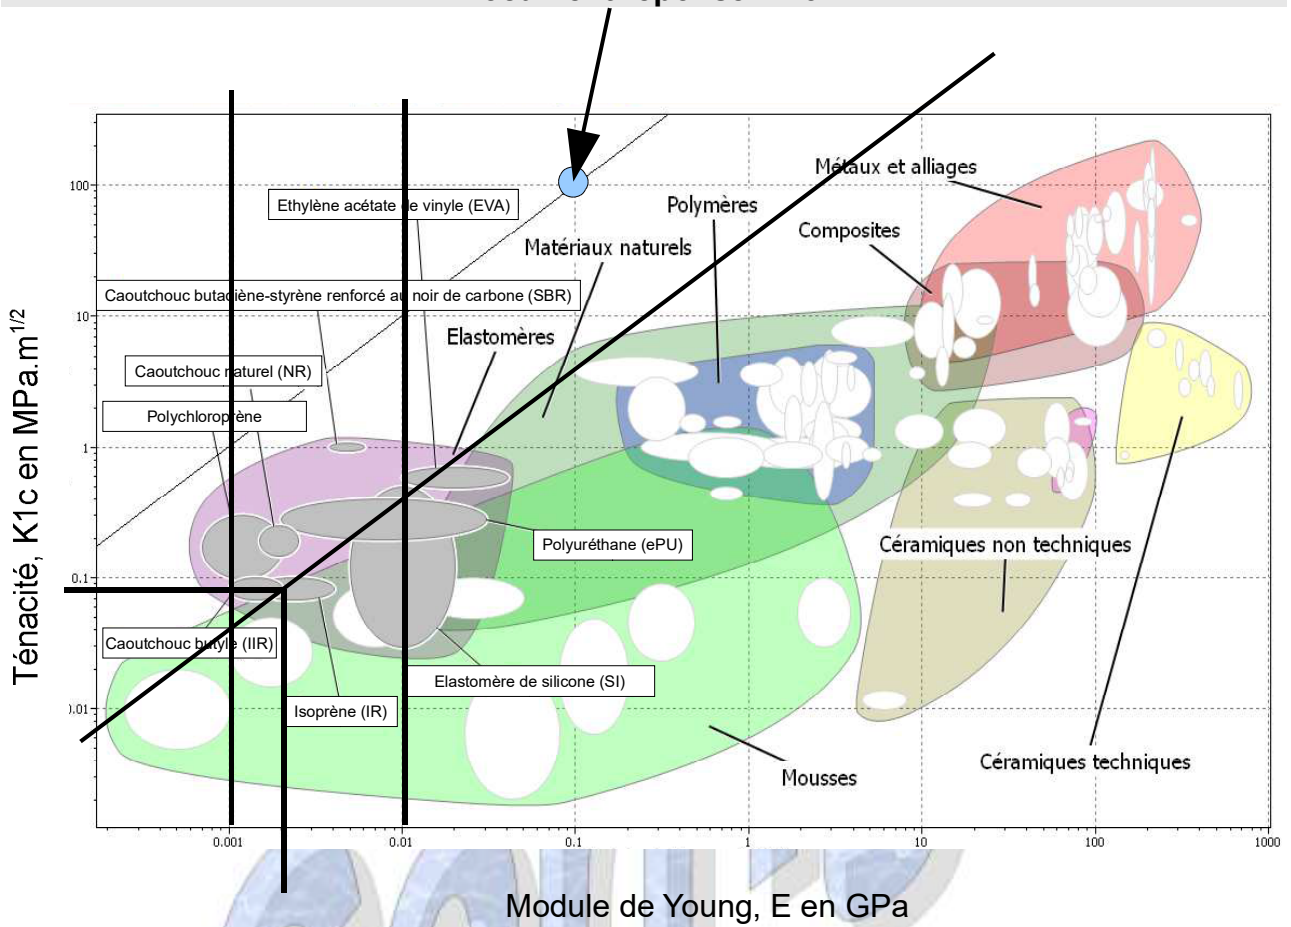 Métaux et alliages
100
Ethylène acétate de vinyle (EVA)
Polymères
Composites
Matériaux naturels
Caoutchouc butadiène-styrène renforcé au noir de carbone (SBR)
10
Elastomères
Caoutchouc naturel (NR)
Polychloroprène
1
Ténacité, K1c en MPa.m1/2
Polyuréthane (ePU)
Céramiques non techniques
0.1
Caoutchouc butyle (IIR)
Elastomère de silicone (SI)
Isoprène (IR)
0.01
Céramiques techniques
Mousses
0.001 0.01 0.1 1 10 100 1000
Module de Young, E en GPa